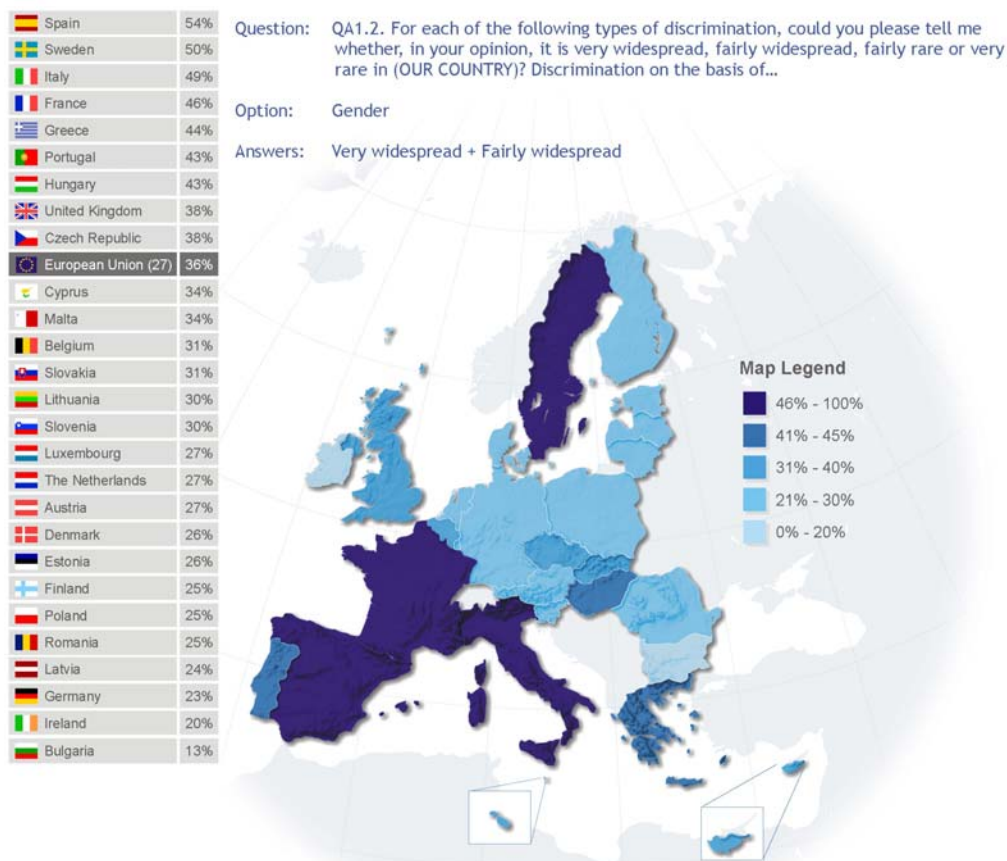 Spain 54%
Sweden 50%
Italy 49%
France 46%
Greece 44%
Portugal 43%
Hungary 43%
United Kingdom 38%
Czech Republic 38%
European Union (27) 36%
Cyprus 34%
Malta 34%
Belgium 31%
Slovakia 31%
Lithuania 30%
Slovenia 30%
Luxembourg 27%
The Netherlands 27%
Austria 27%
Denmark 26%
Estonia 26%
Finland 25%
Poland 25%
Romania 25%
Latvia 24%
Germany 23%
Ireland 20%
Bulgaria 13%
Question: QA1.2. For each of the following types of discrimination, could you please tell me
whether, in your opinion, it is very widespread, fairly widespread, fairly rare or very
rare in (OUR COUNTRY)? Discrimination on the basis of…
Option: Gender
Answers: Very widespread + Fairly widespread
Map Legend
46% - 100%
41% - 45%
31% - 40%
21% - 30%
0% - 20%